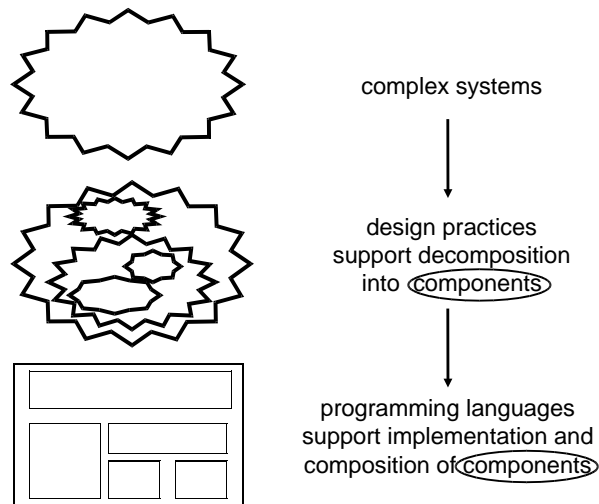 complex systems
design practices
support decomposition
into components
programming languages
support implementation and
composition of components